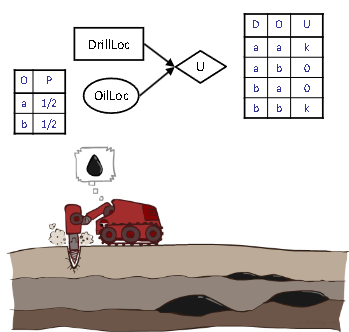 DrillLoc
OilLoc
U
O P
a 1/2
b 1/2
D O U
a a k
a b 0
b a 0
b b k